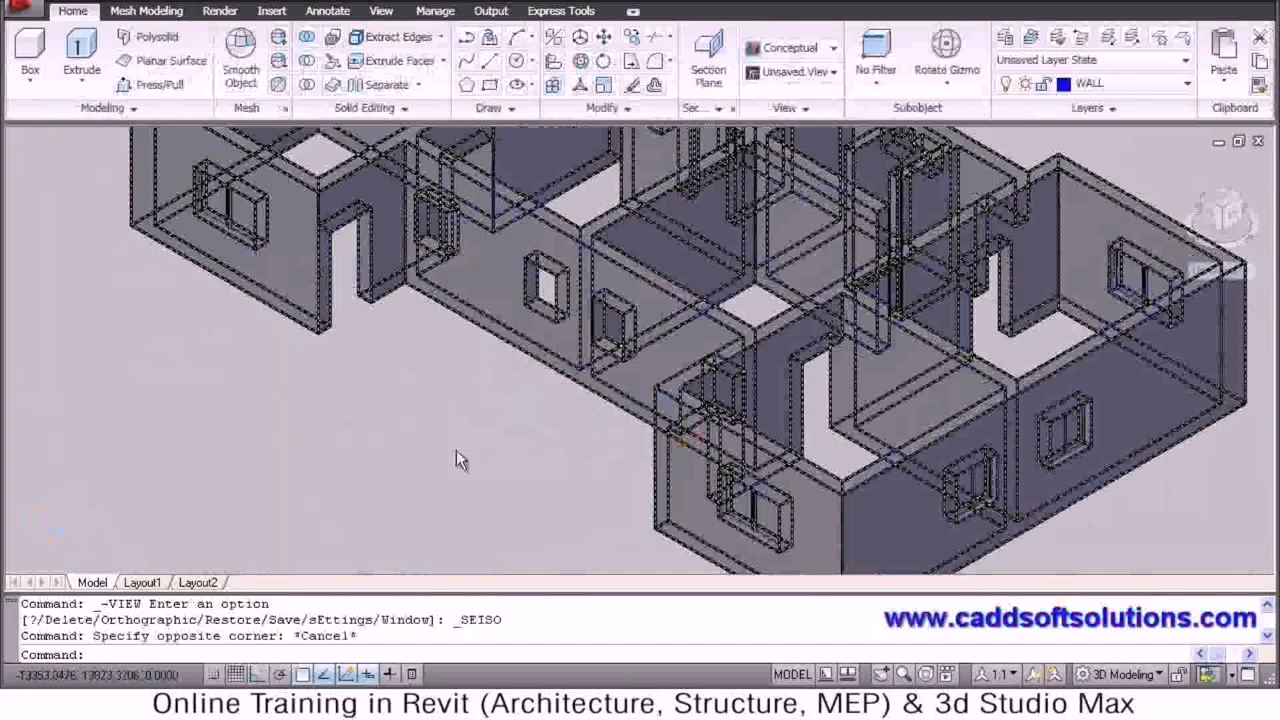 Home Mesh Modeling Render Insert Annotate View Manage Output Express Tools
Polysolid Extract Edges Conceptual Unsaved Layer State
Planar Surface Extrude Faces Unsaved View WALL
Box Extrude Press/Pull Smooth Object Separate Section Plane No Filter Rotate Gizmo Paste
Modeling Mesh Solid Editing Draw Modify Sec... View Subobject Layers Clipboard
Model Layout1 Layout2
Command: _-VIEW Enter an option
[?/Delete/Orthographic/Restore/Save/sEttings/Window]: _SEISO
Command: Specify opposite corner: *Cancel*
Command:
www.caddsoftsolutions.com
MODEL 1:1 3D Modeling
Online Training in Revit (Architecture, Structure, MEP) & 3d Studio Max